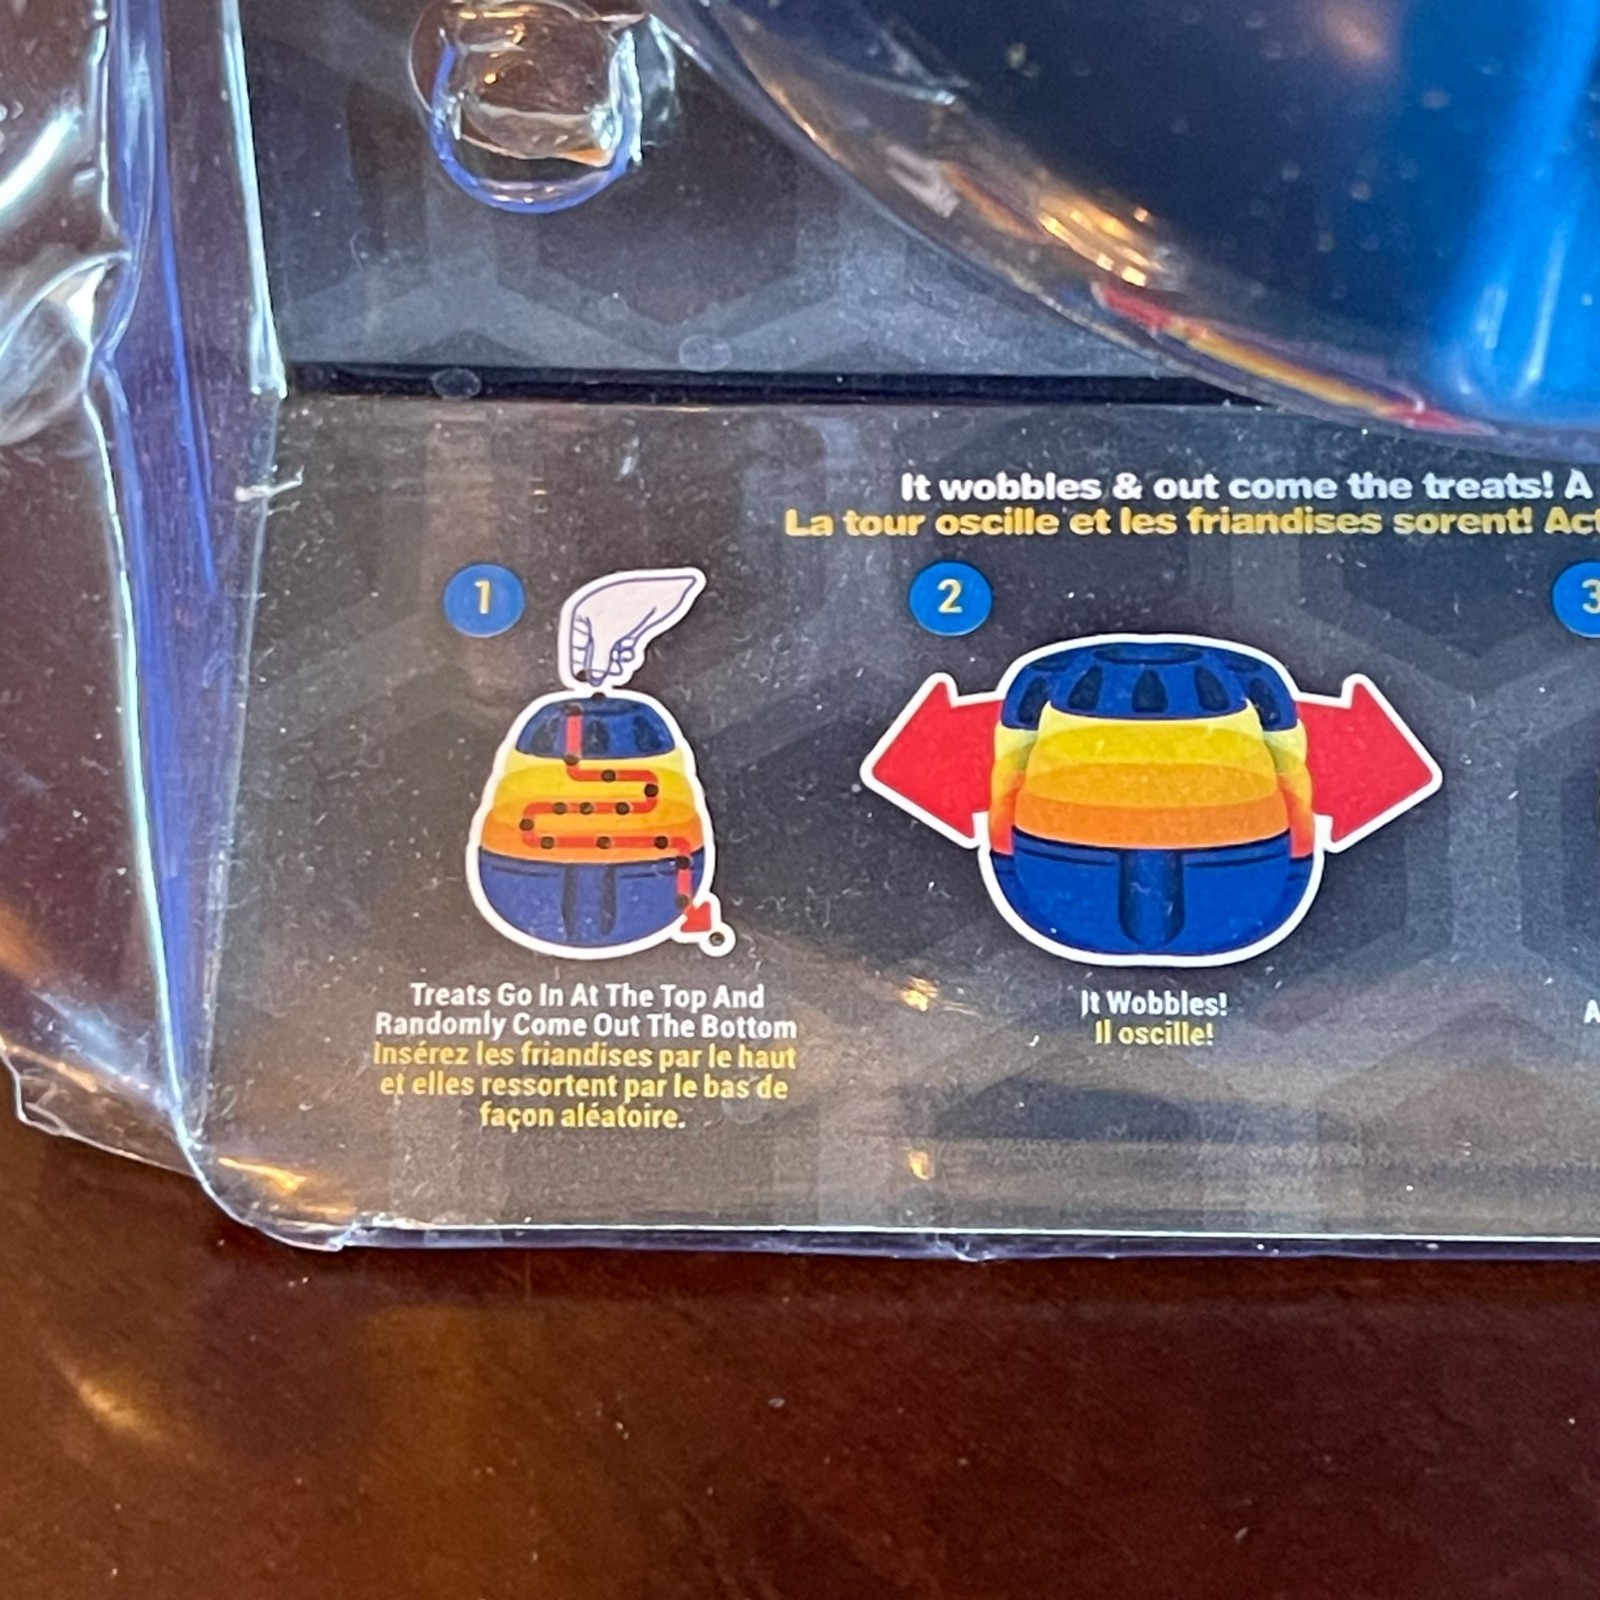 It wobbles & out come the treats! A
La tour oscille et les friandises sorent! Act
1
2
3
Treats Go In At The Top And
Randomly Come Out The Bottom
Insérez les friandises par le haut
et elles ressortent par le bas de
façon aléatoire.
It Wobbles!
Il oscille!
A